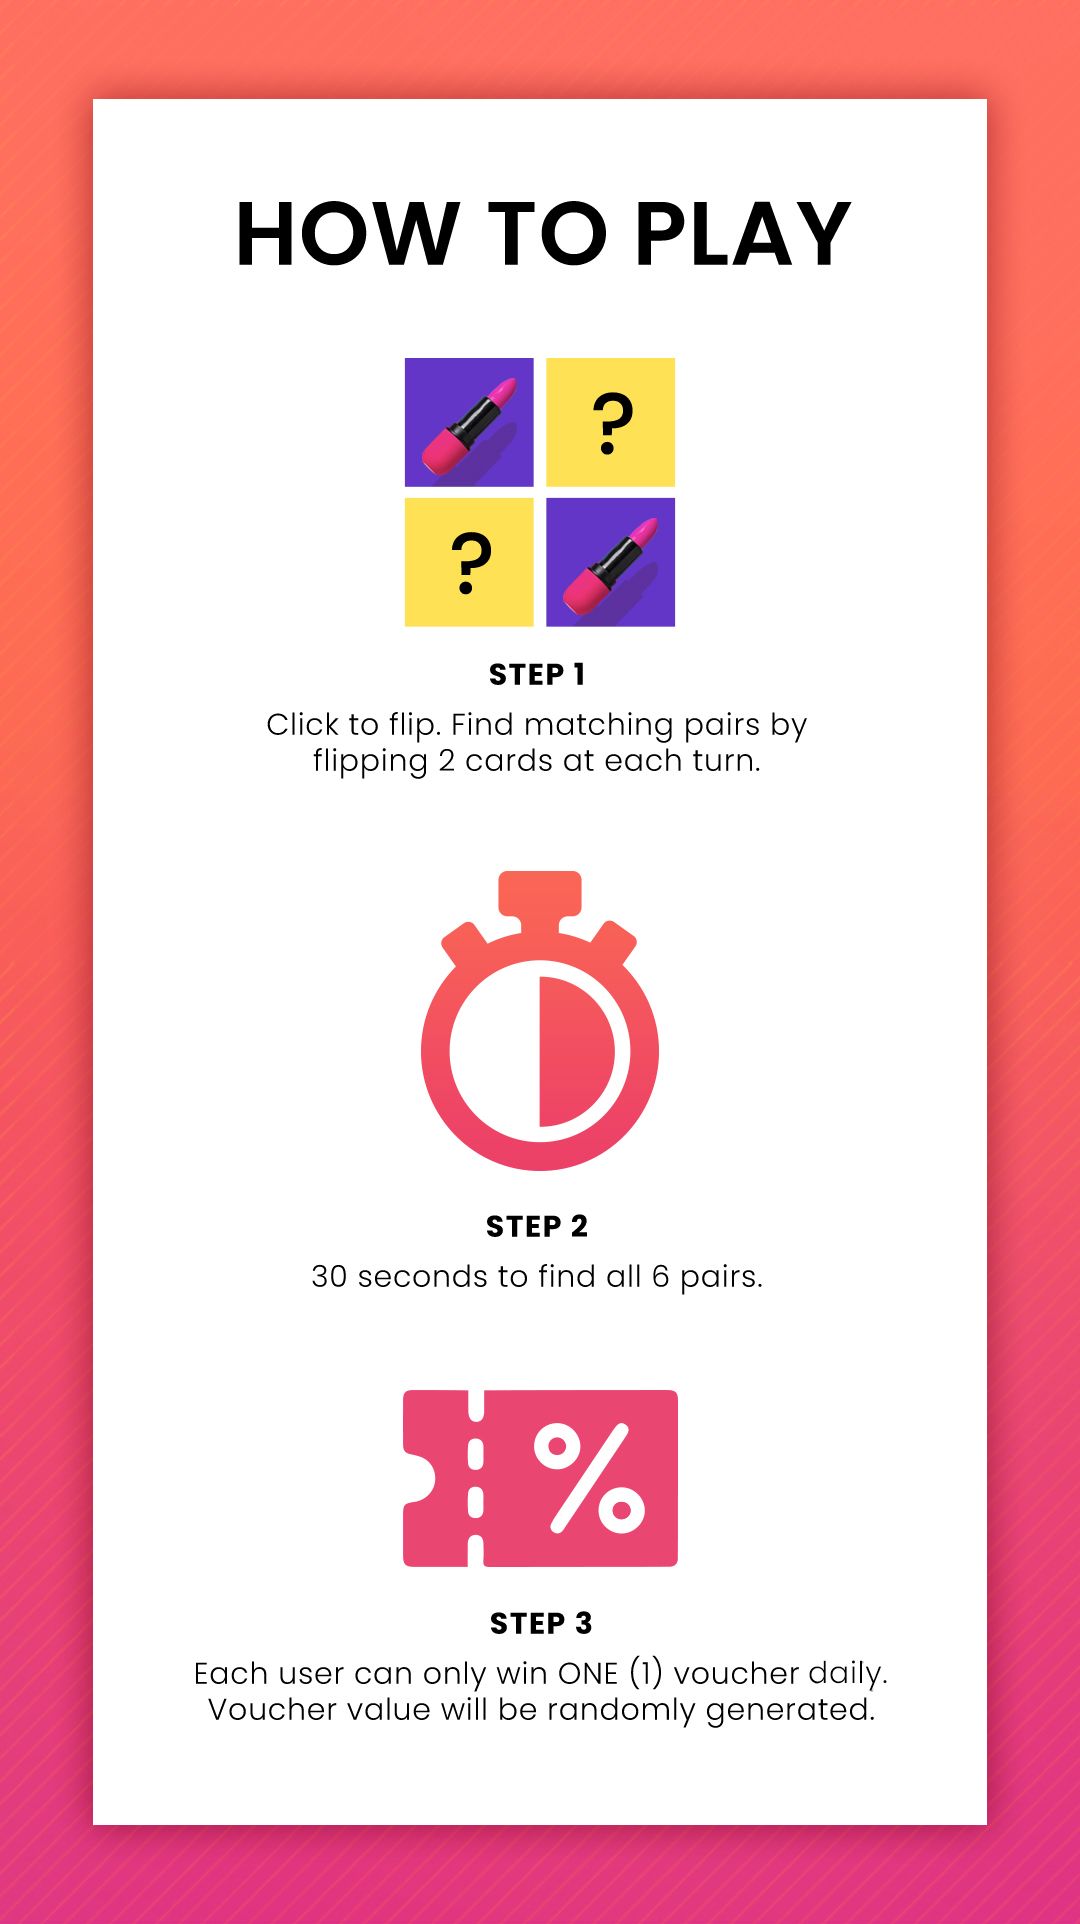 HOW TO PLAY
?
?
STEP 1
Click to flip. Find matching pairs by
flipping 2 cards at each turn.
STEP 2
30 seconds to find all 6 pairs.
%
STEP 3
Each user can only win ONE (1) voucher daily.
Voucher value will be randomly generated.